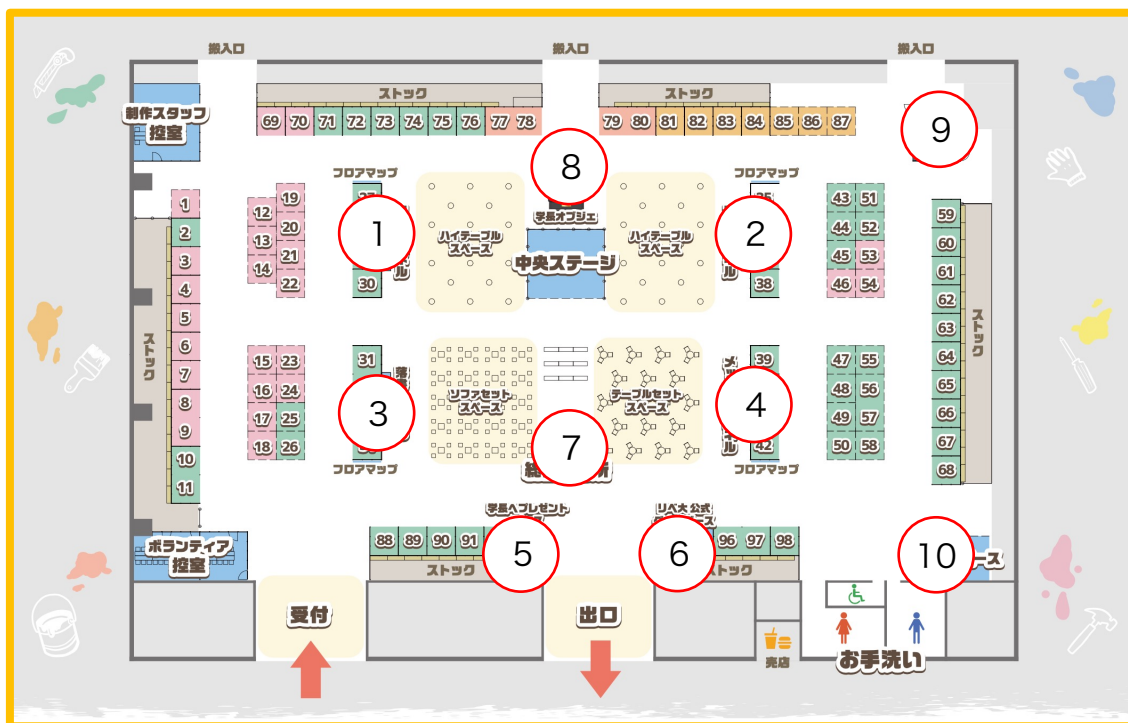 搬入口 搬入口 搬入口
ストック ストック
制作スタッフ
控室
69 70 71 72 73 74 75 76 77 78 79 80 81 82 83 84 85 86 87
9
8
フロアマップ フロアマップ
1 2 3 4 5 6 7 8 9 10 11
ストック
12 13 14
19 20 21 22
1
30
ハイテーブル
スペース
学長オブジェ
中央ステージ
ハイテーブル
スペース
2
38
43 51
44 52
45 53
46 54
59 60 61 62 63 64 65 66 67 68
ストック
15 23
16 24
17 25
18 26
31
3
フロアマップ
ソファセット
スペース
7
テーブルセット
スペース
39
4
42
フロアマップ
47 55
48 56
49 57
50 58
学長へプレゼント
リベ大 公式
88 89 90 91
5
6
96 97 98
ストック ストック
10
ース
ボランティア
控室
受付
出口
売店
お手洗い